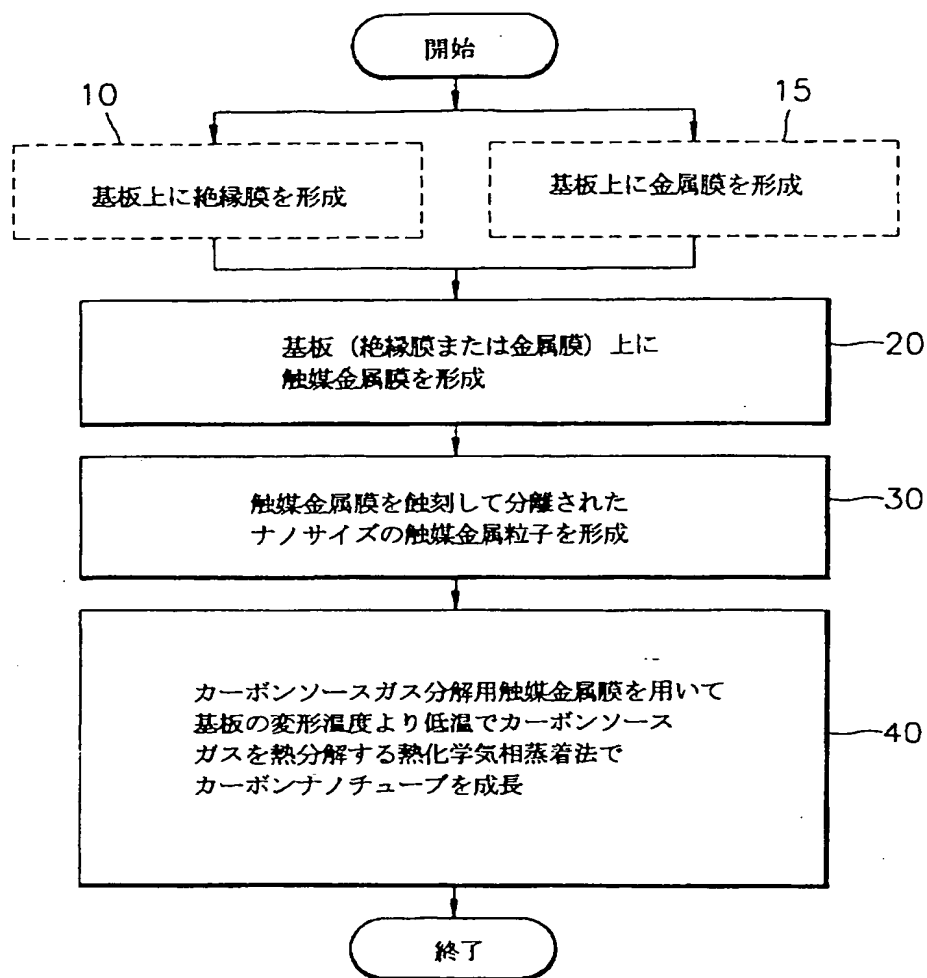 開始
10
15
基板上に絶縁膜を形成
基板上に金属膜を形成
基板（絶縁膜または金属膜）上に
触媒金属膜を形成
20
触媒金属膜を蝕刻して分離された
ナノサイズの触媒金属粒子を形成
30
カーボンソースガス分解用触媒金属膜を用いて
基板の変形温度より低温でカーボンソース
ガスを熱分解する熱化学気相蒸着法で
カーボンナノチューブを成長
40
終了